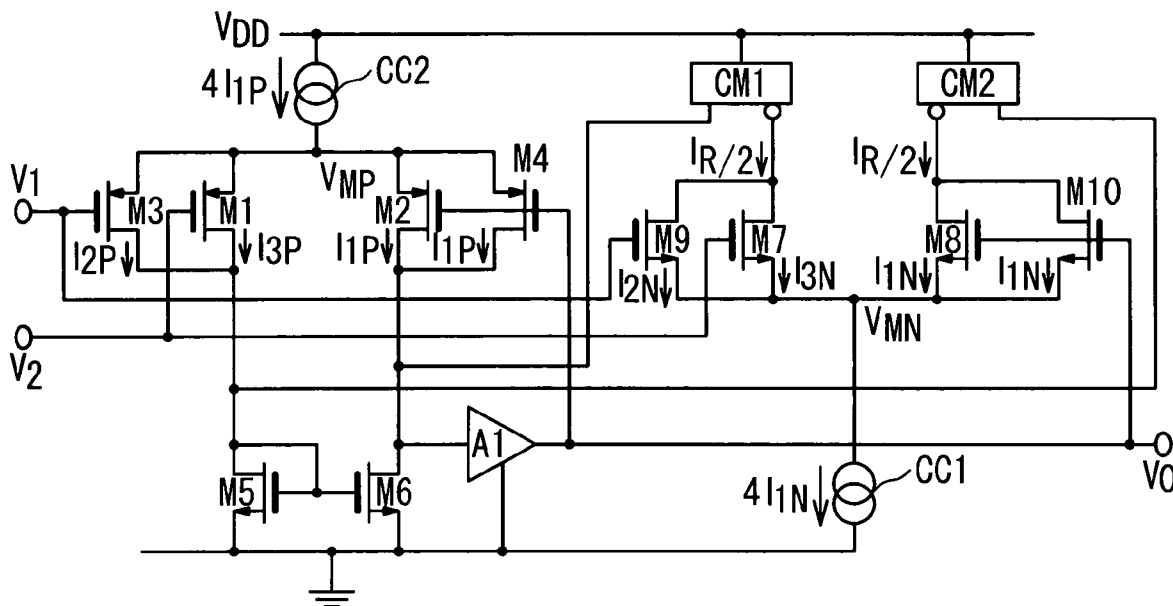 VDD
4I1P
CC2
CM1
CM2
V1
M3
M1
VMP
M2
M4
IR/2
IR/2
M10
I2P
I3P
I1P
I1P
M9
M7
M8
I2N
I3N
I1N
I1N
VMN
V2
A1
M5
M6
4I1N
CC1
VO